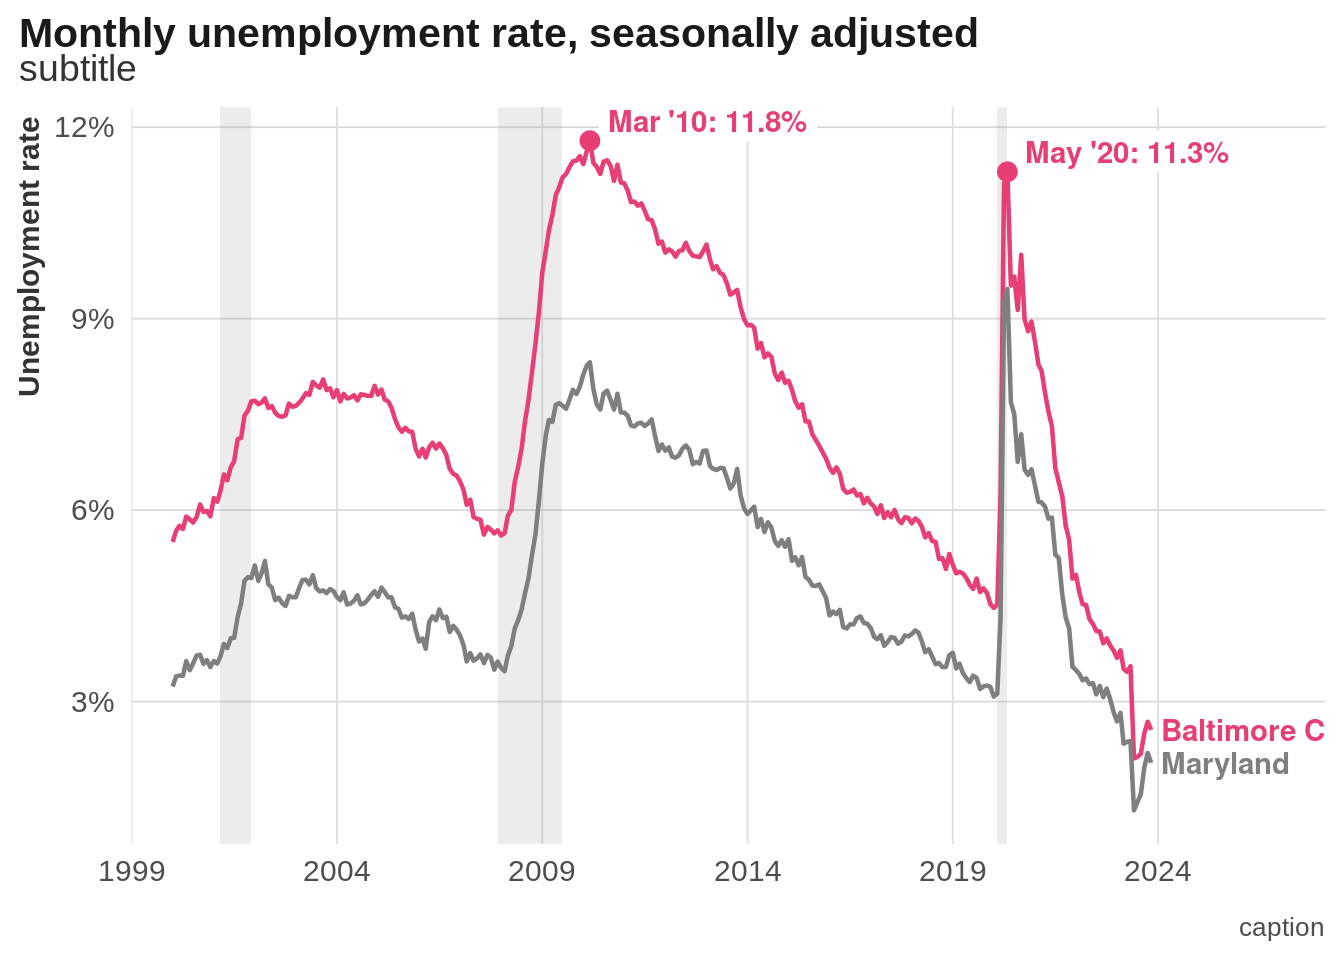 Monthly unemployment rate, seasonally adjusted
subtitle
Unemployment rate
12%
9%
6%
3%
Mar '10: 11.8%
May '20: 11.3%
Baltimore C
Maryland
1999 2004 2009 2014 2019 2024
caption